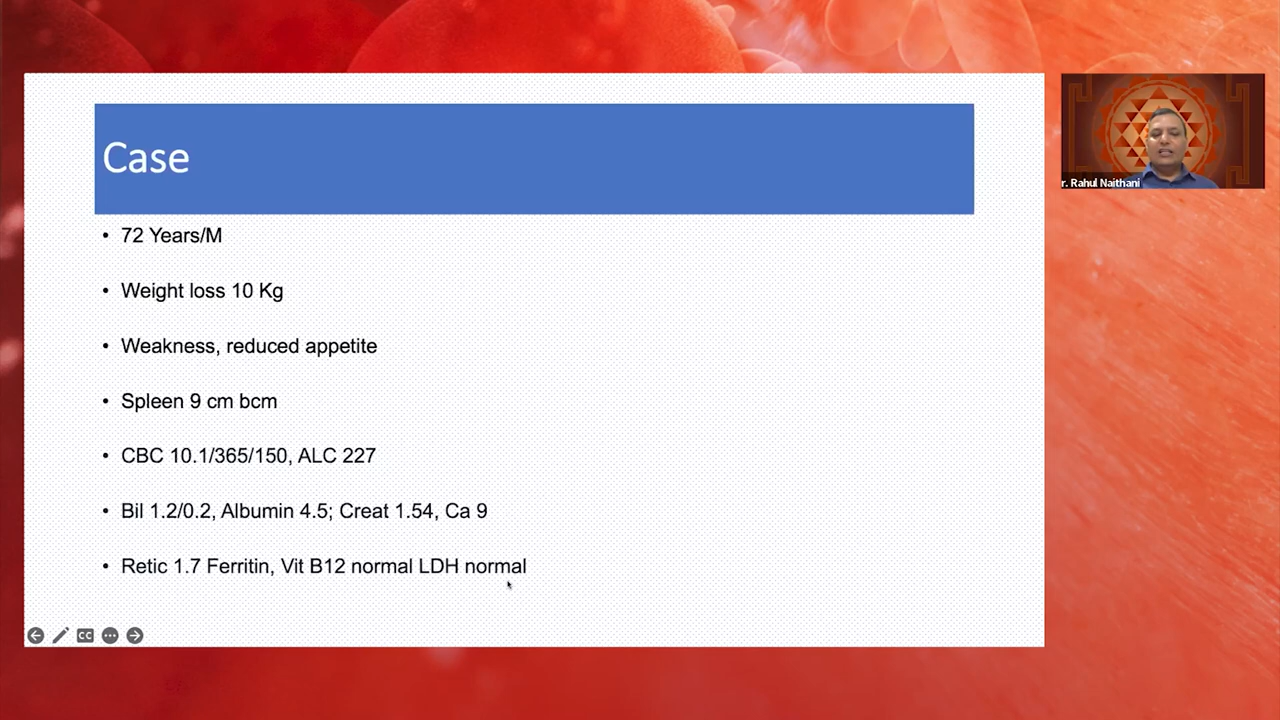 Case
• 72 Years/M
• Weight loss 10 Kg
• Weakness, reduced appetite
• Spleen 9 cm bcm
• CBC 10.1/365/150, ALC 227
• Bil 1.2/0.2, Albumin 4.5; Creat 1.54, Ca 9
• Retic 1.7 Ferritin, Vit B12 normal LDH normal
r. Rahul Naithani
CC